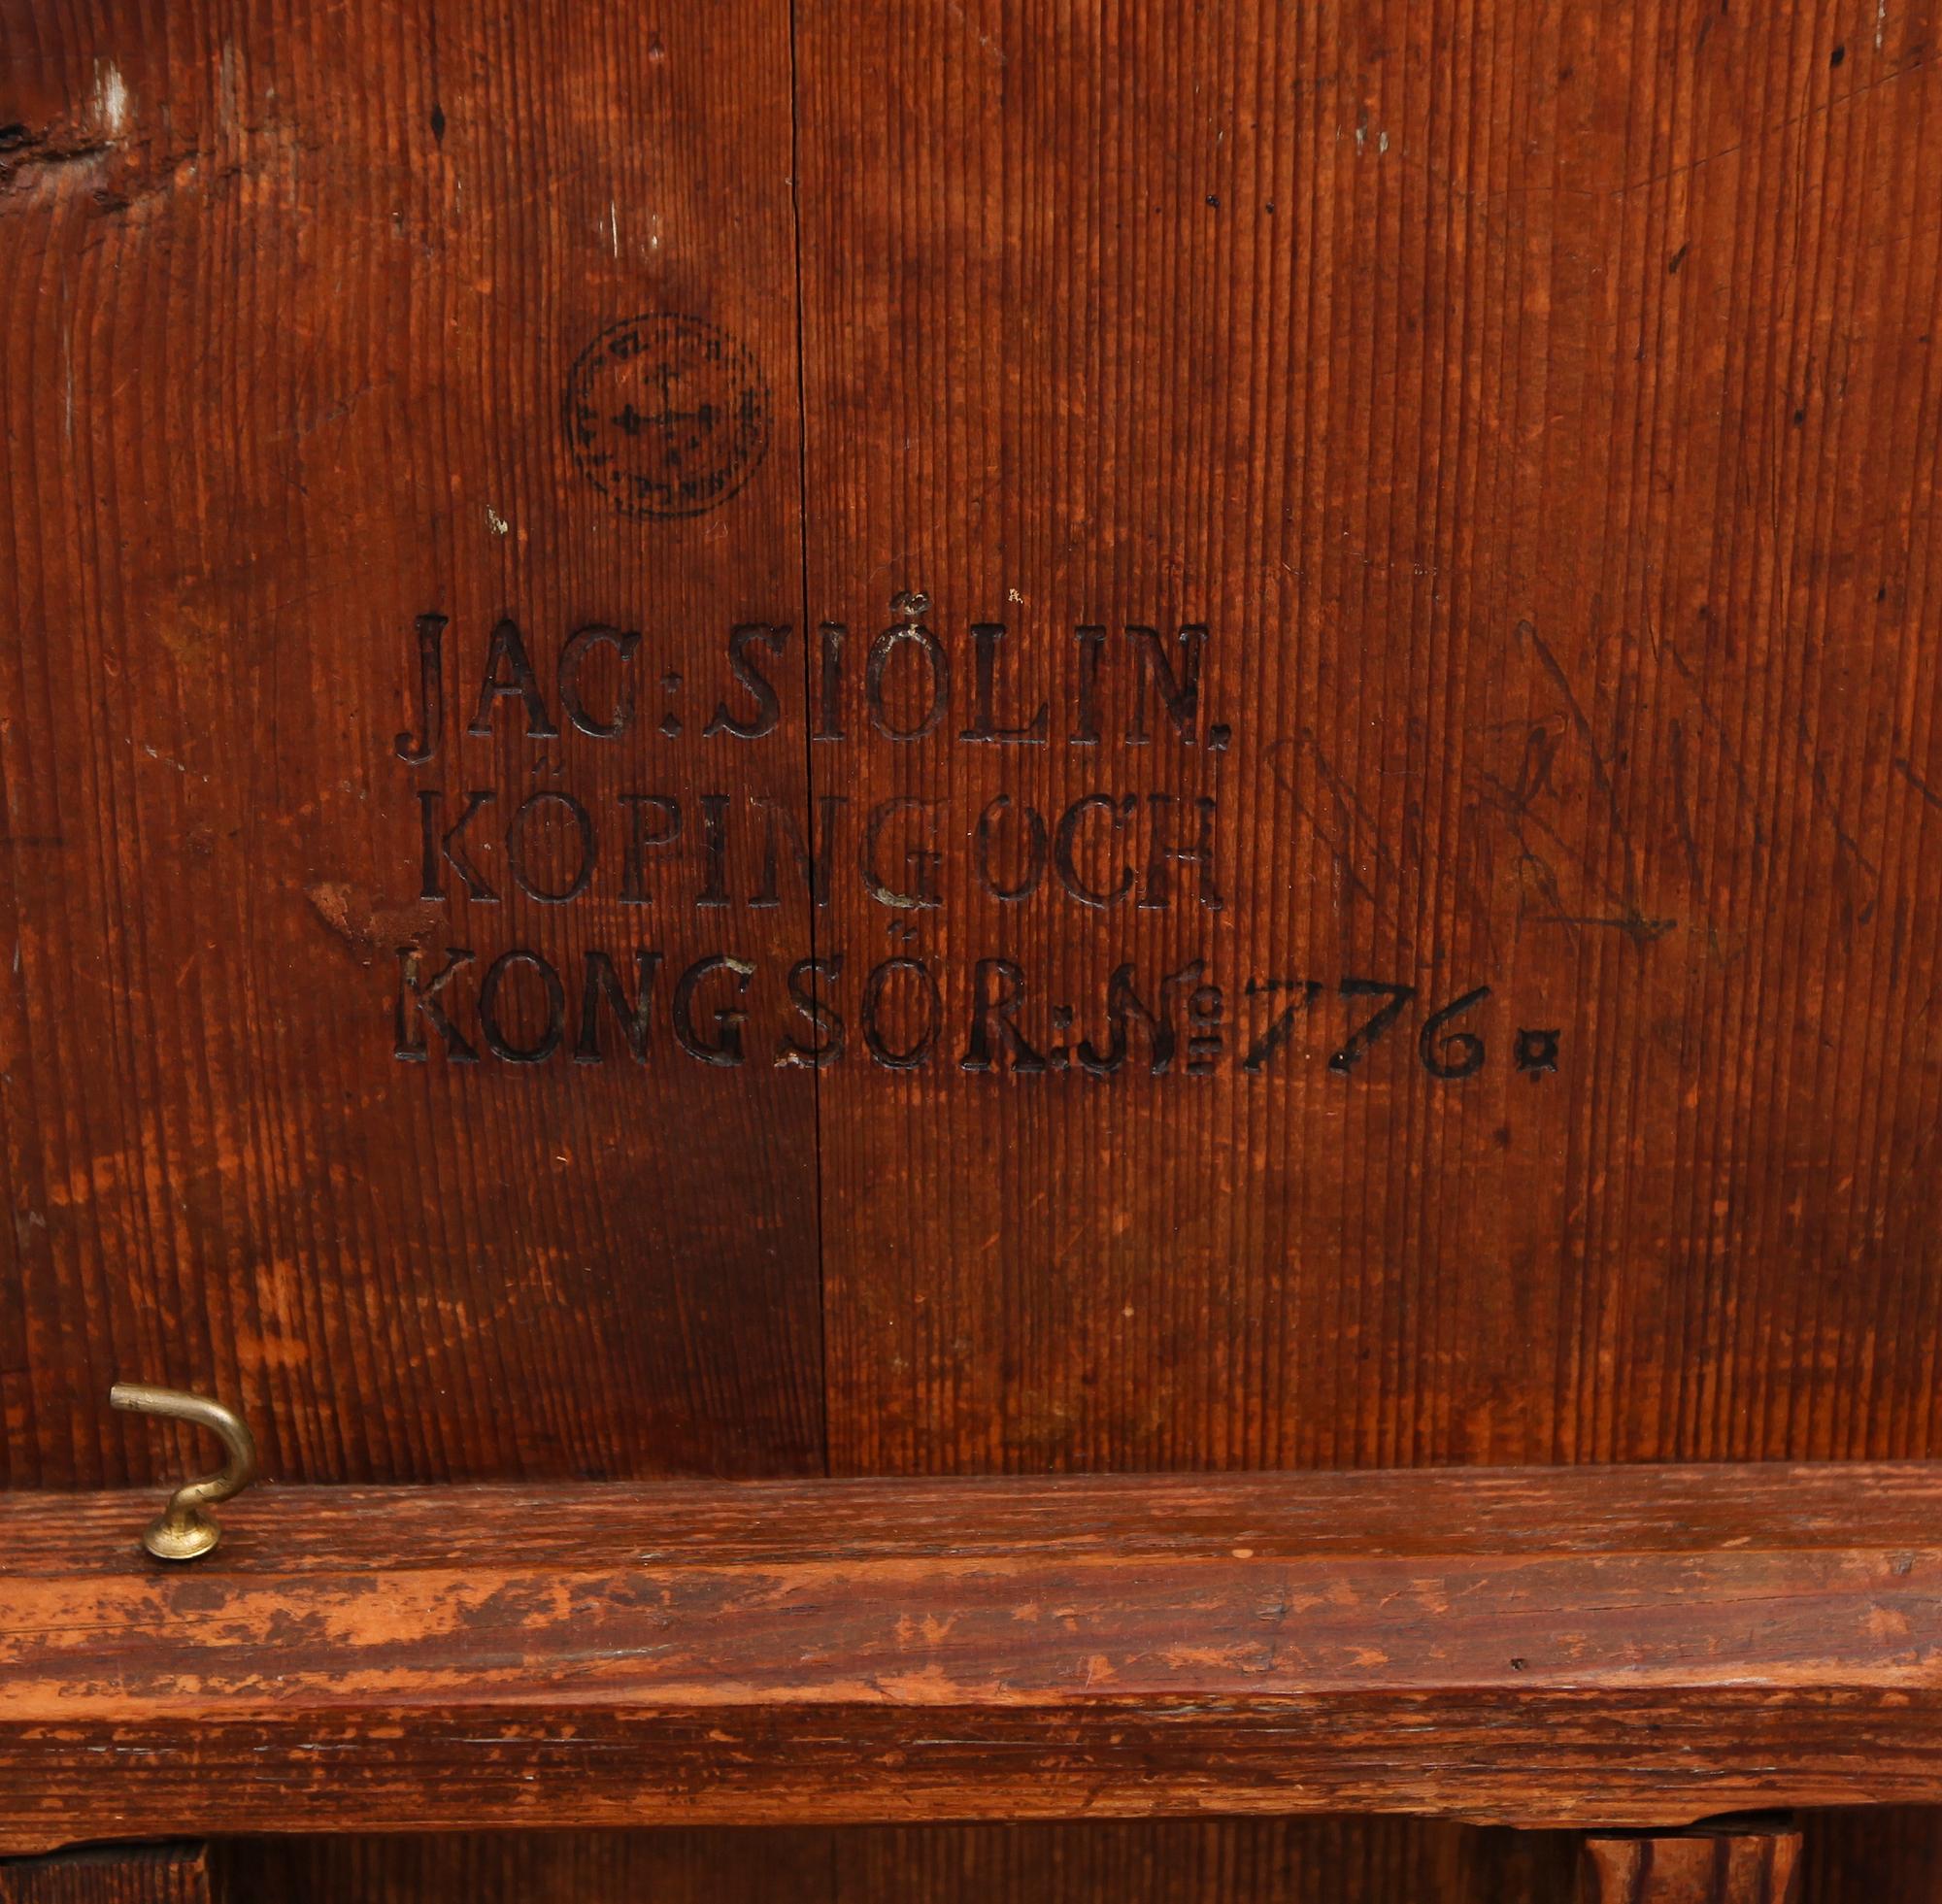 JAC: SIÖLIN.
KÖPING OCH
KONGSÖR: No 776